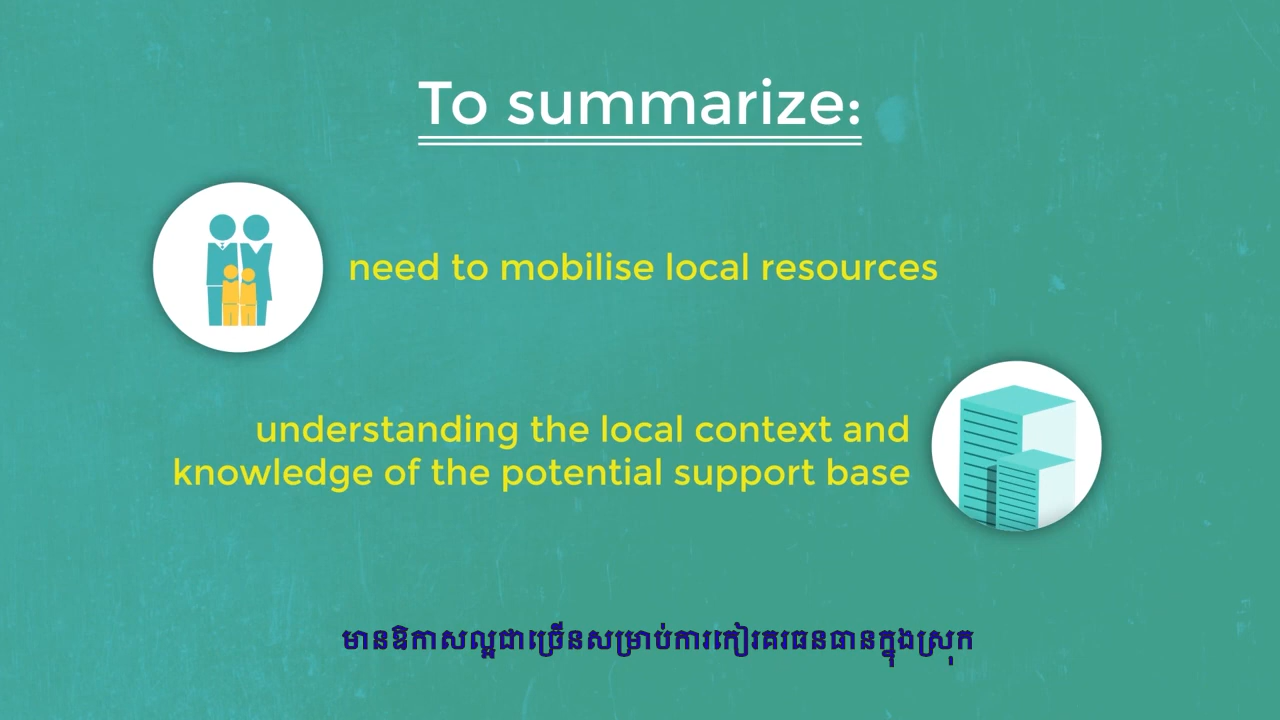 To summarize:
need to mobilise local resources
understanding the local context and
knowledge of the potential support base
មានឱកាសល្អជាច្រើនសម្រាប់ការកៀរគរធនធានក្នុងស្រុក